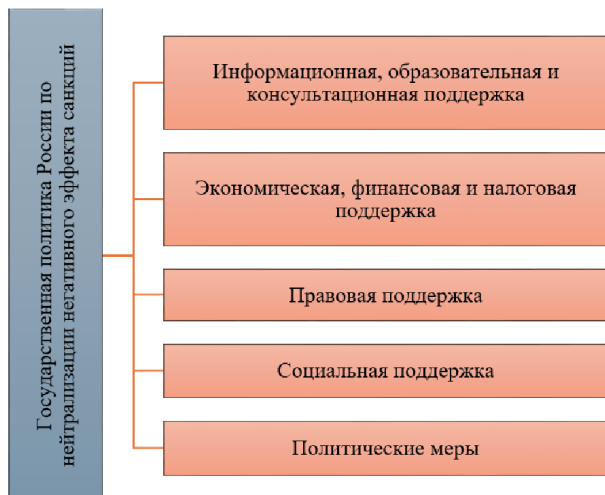 Государственная политика России по
нейтрализации негативного эффекта санкций
Информационная, образовательная и
консультационная поддержка
Экономическая, финансовая и налоговая
поддержка
Правовая поддержка
Социальная поддержка
Политические меры